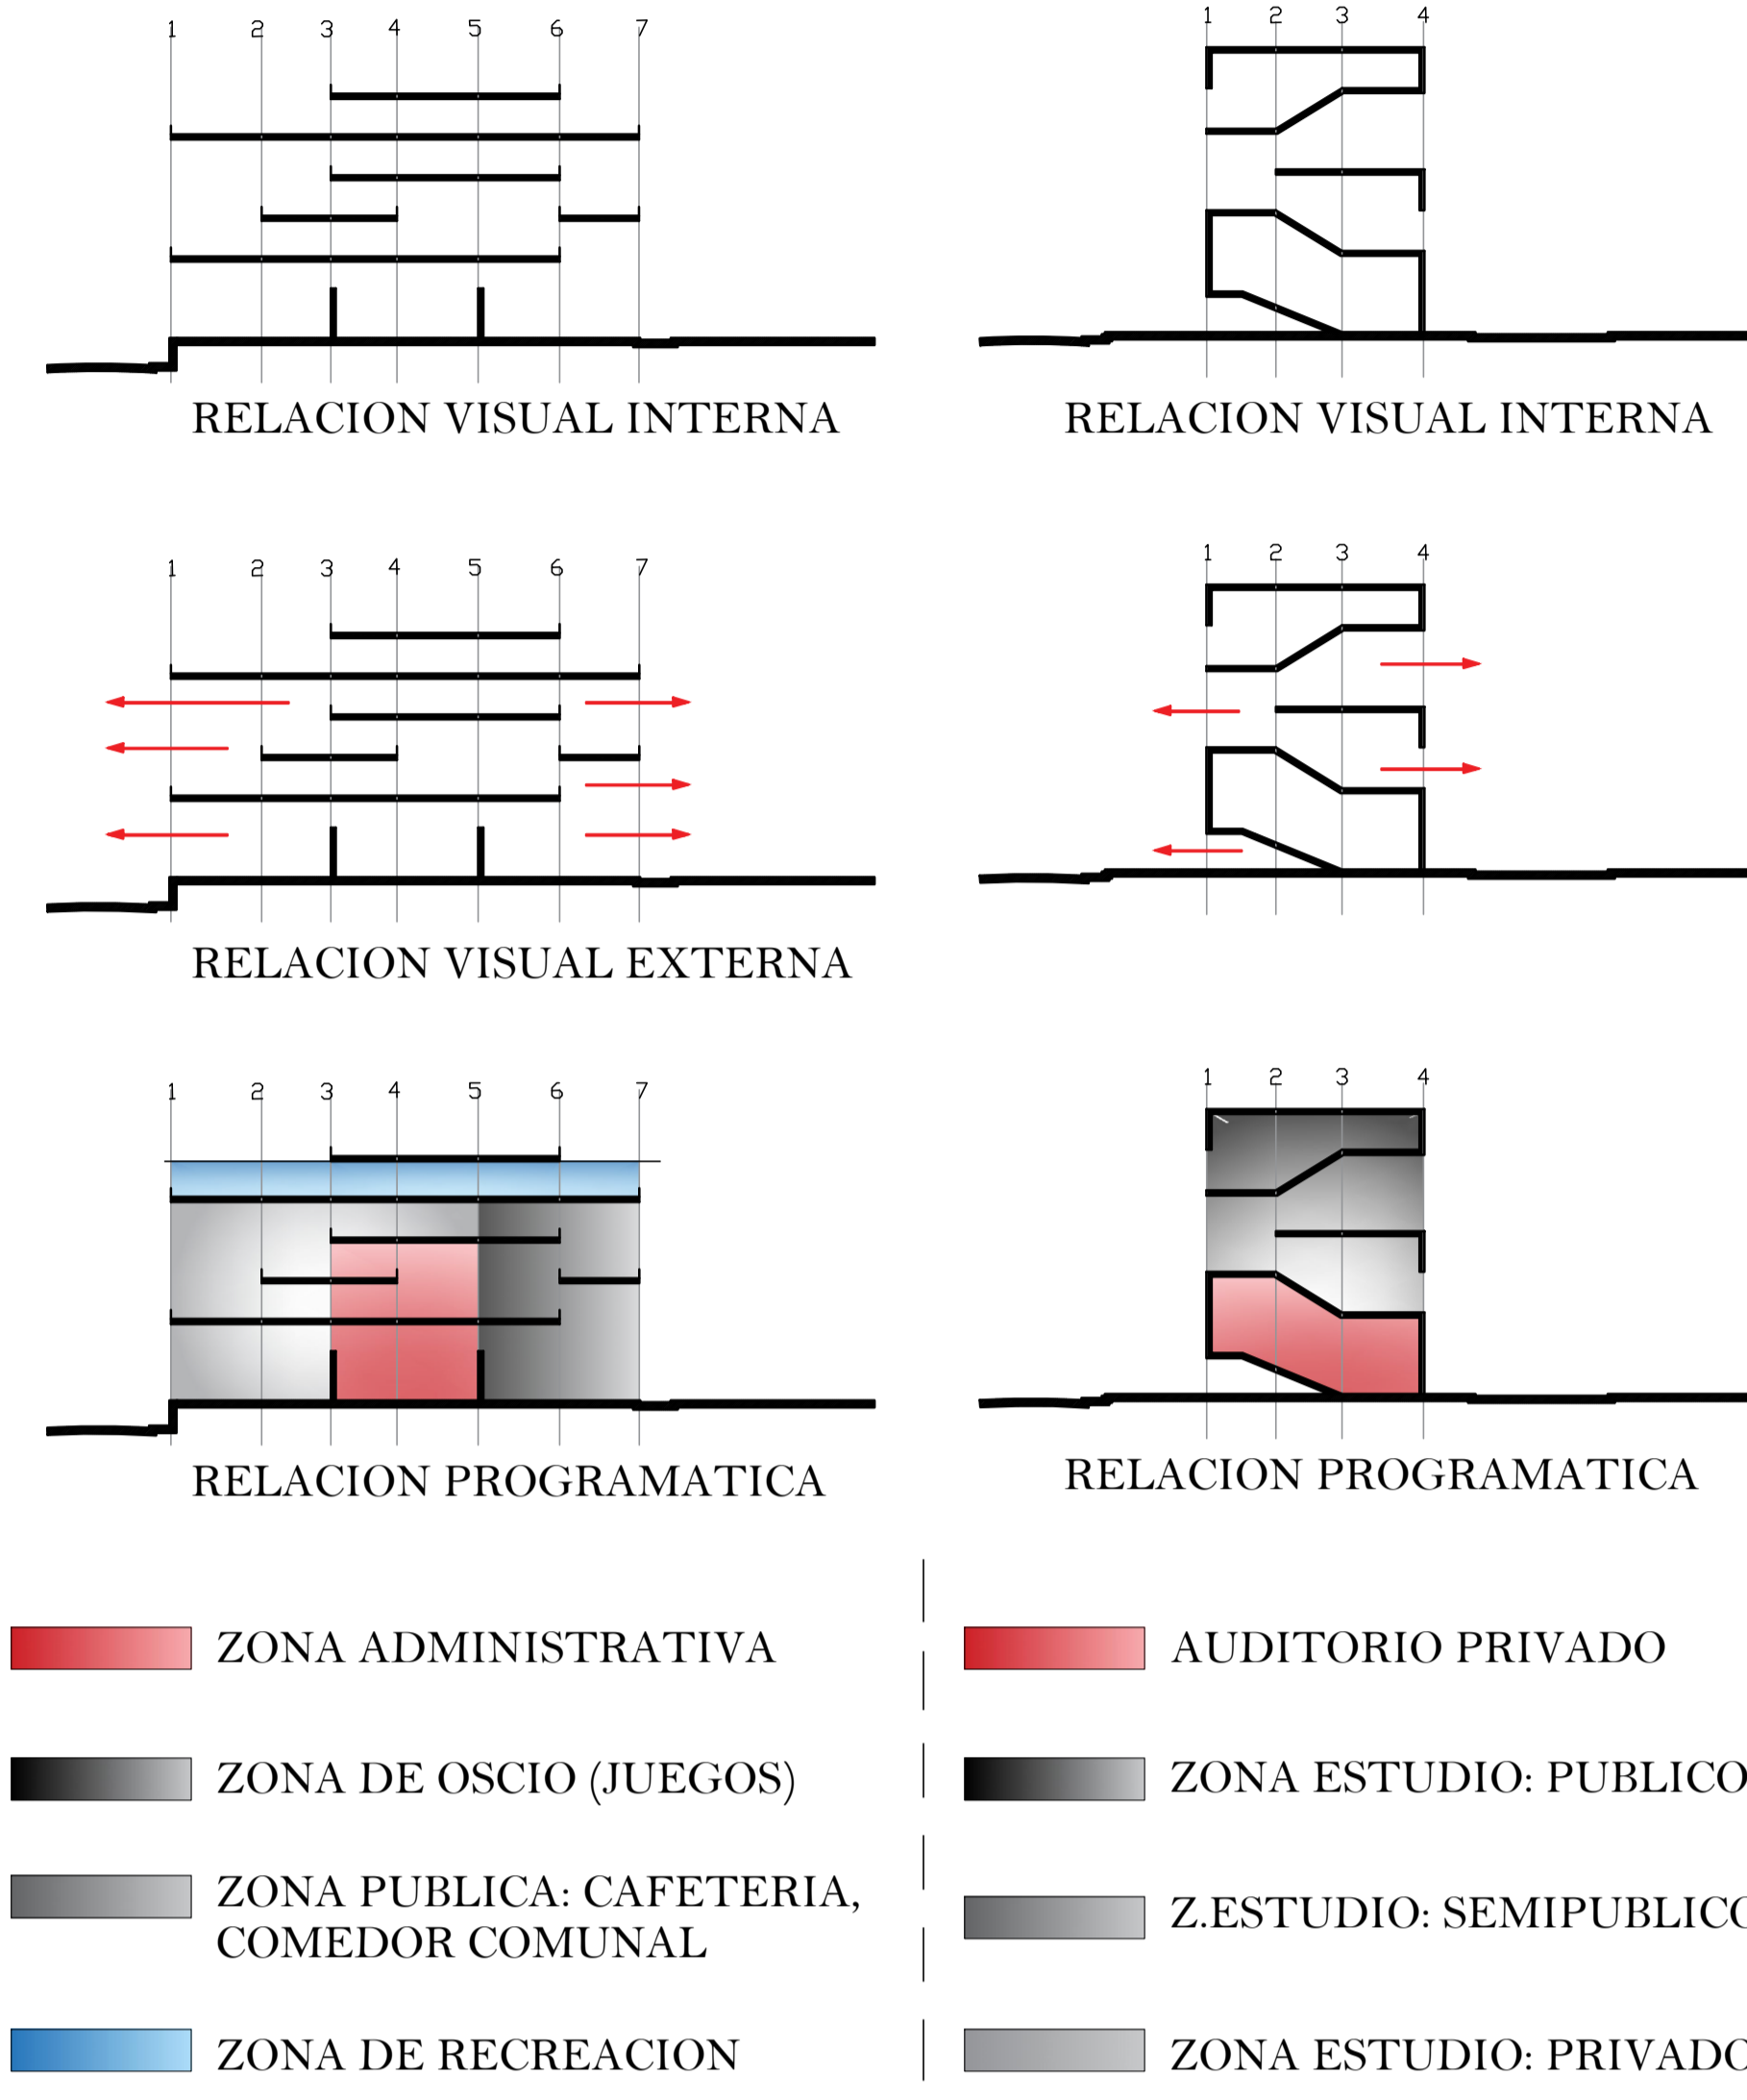 1 2 3 4 5 6 7
1 2 3 4
RELACION VISUAL INTERNA
RELACION VISUAL INTERNA
1 2 3 4 5 6 7
1 2 3 4
RELACION VISUAL EXTERNA
1 2 3 4 5 6 7
1 2 3 4
RELACION PROGRAMATICA
RELACION PROGRAMATICA
ZONA ADMINISTRATIVA
ZONA DE OSCIO (JUEGOS)
ZONA PUBLICA: CAFETERIA,
COMEDOR COMUNAL
ZONA DE RECREACION
AUDITORIO PRIVADO
ZONA ESTUDIO: PUBLICO
Z.ESTUDIO: SEMIPUBLICO
ZONA ESTUDIO: PRIVADO